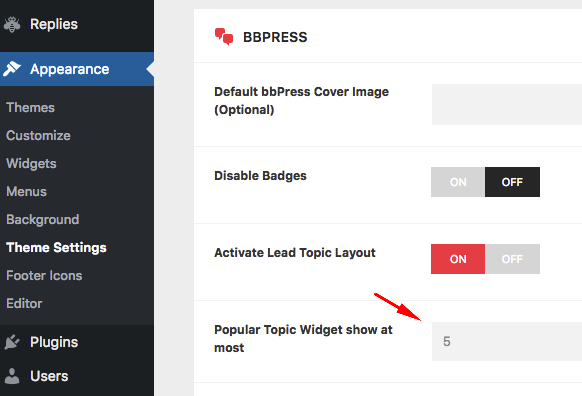 Replies
Appearance
Themes
Customize
Widgets
Menus
Background
Theme Settings
Footer Icons
Editor
Plugins
Users
BBPRESS
Default bbPress Cover Image
(Optional)
Disable Badges
ON OFF
Activate Lead Topic Layout
ON OFF
Popular Topic Widget show at
most
5